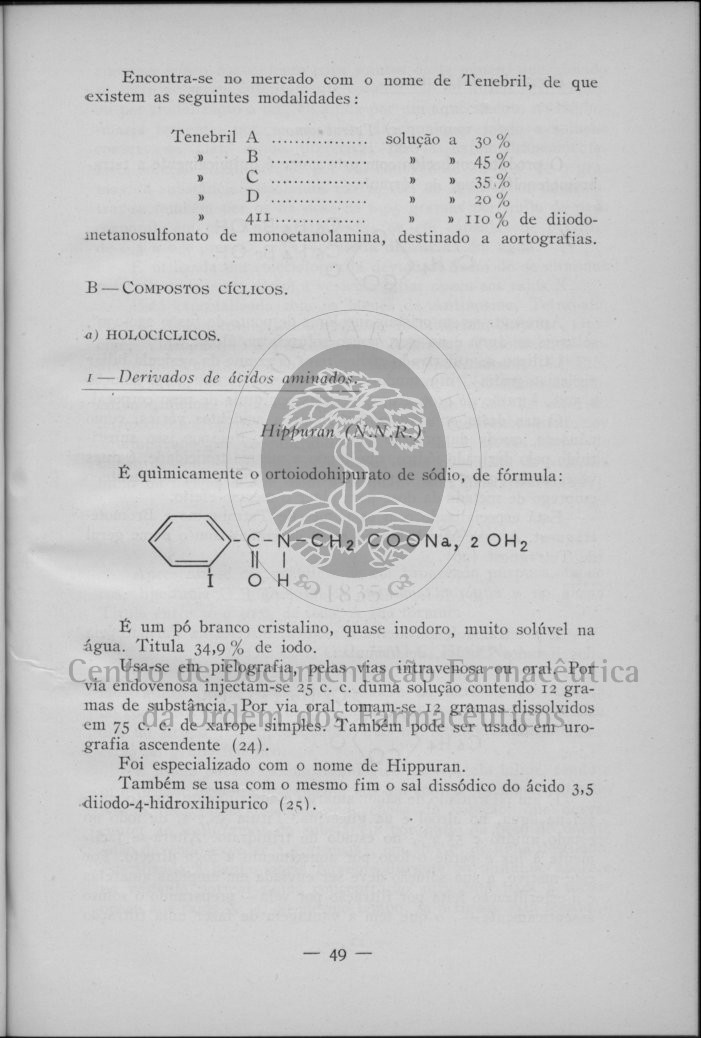 Encontra-se no mercado com o nome de Tenebril, de que
existem as seguintes modalidades:
Tenebril A .................. solução a 30 %
» B .................. » » 45 %
» C .................. » » 35 %
» D .................. » » 20 %
» 411 ................ » » 110 % de diiodo-
metanosulfonato de monoetanolamina, destinado a aortografias.
B — COMPOSTOS CÍCLICOS.
a) HOLOCÍCLICOS.
1 — Derivados de ácidos aminados.
Hippuran (N.N.R.)
É quìmicamente o ortoiodohipurato de sódio, de fórmula:
C-N-CH2 COONa, 2 OH2
I O H
1835
É um pó branco cristalino, quase inodoro, muito solúvel na
água. Titula 34,9 % de iodo.
Usa-se em pielografia, pelas vias intravenosa ou oral. Por
Centro de Documentação Farmacêutica
via endovenosa injectam-se 25 c. c. duma solução contendo 12 gra-
mas de substância. Por via oral tomam-se 12 gramas dissolvidos
da Ordem dos Farmacêuticos
em 75 c. c. de xarope simples. Também pode ser usado em uro-
grafia ascendente (24).
Foi especializado com o nome de Hippuran.
Também se usa com o mesmo fim o sal dissódico do ácido 3,5
diiodo-4-hidroxihipurico (25).
— 49 —